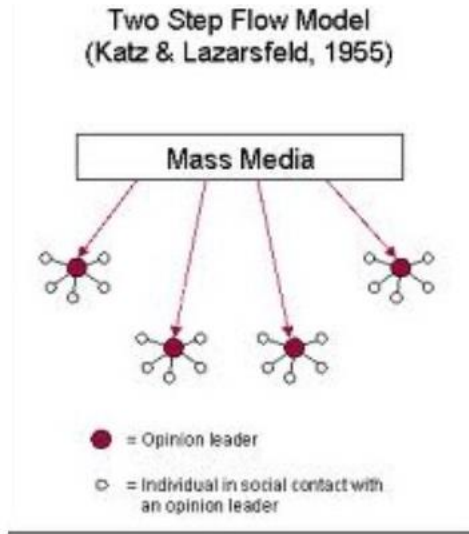 Two Step Flow Model
(Katz & Lazarsfeld, 1955)
Mass Media
= Opinion leader
= Individual in social contact with
an opinion leader